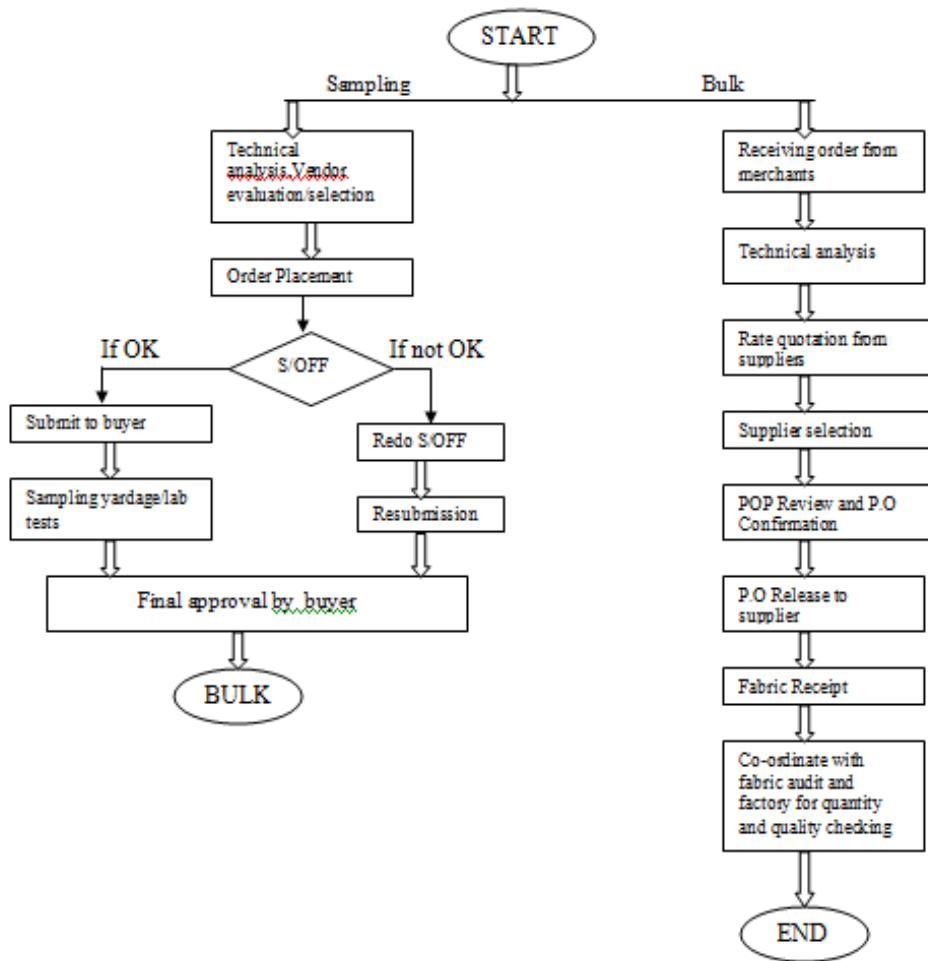 START
Sampling
Bulk
Technical
analysis,Vendor
evaluation/selection
Order Placement
S/OFF
If OK
If not OK
Submit to buyer
Sampling yardage/lab
tests
Redo S/OFF
Resubmission
Final approval by buyer
BULK
Receiving order from
merchants
Technical analysis
Rate quotation from
suppliers
Supplier selection
POP Review and P.O
Confirmation
P.O Release to
supplier
Fabric Receipt
Co-ordinate with
fabric audit and
factory for quantity
and quality checking
END